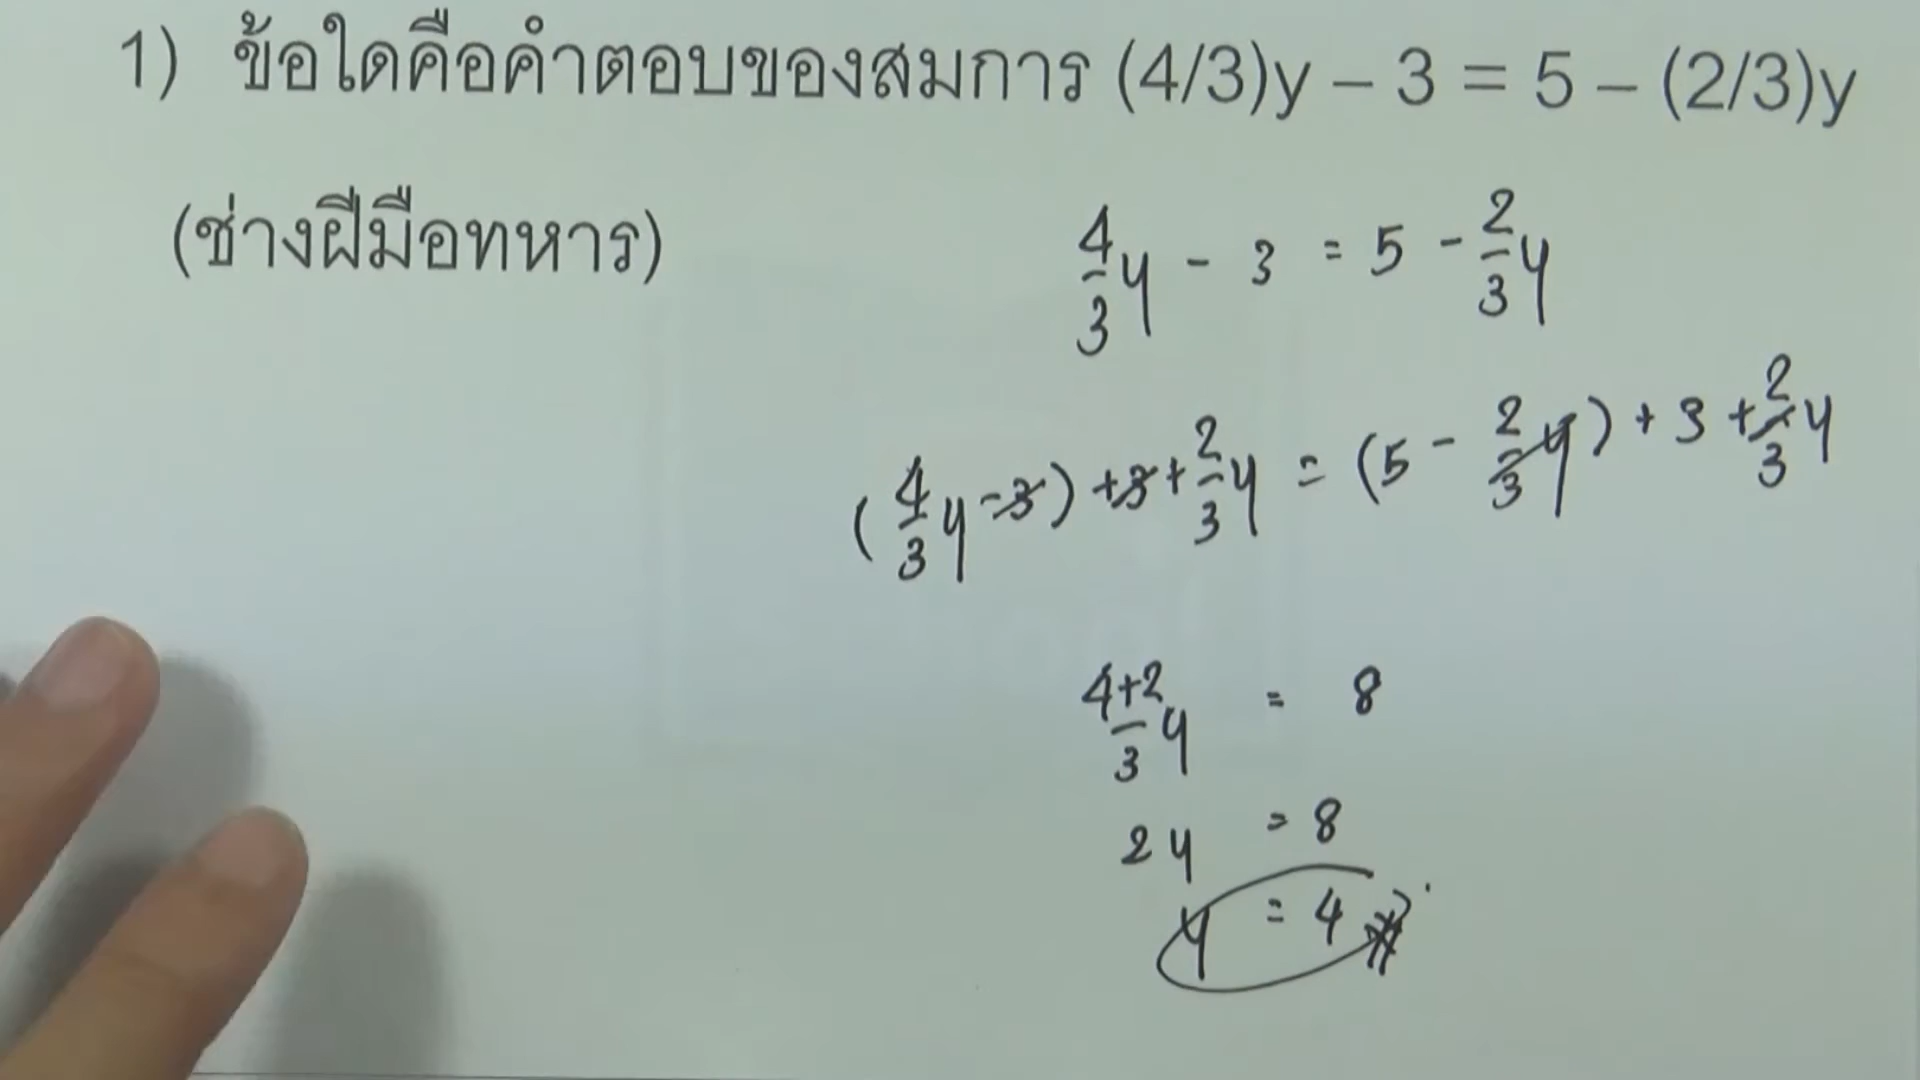 1) ข้อใดคือคำตอบของสมการ (4/3)y – 3 = 5 – (2/3)y
(ช่างฝีมือทหาร)
4/3 y - 3 = 5 - 2/3 y
(4/3 y - 3) + 3 + 2/3 y = (5 - 2/3 y) + 3 + 2/3 y
4+2/3 y = 8
2y = 8
y = 4